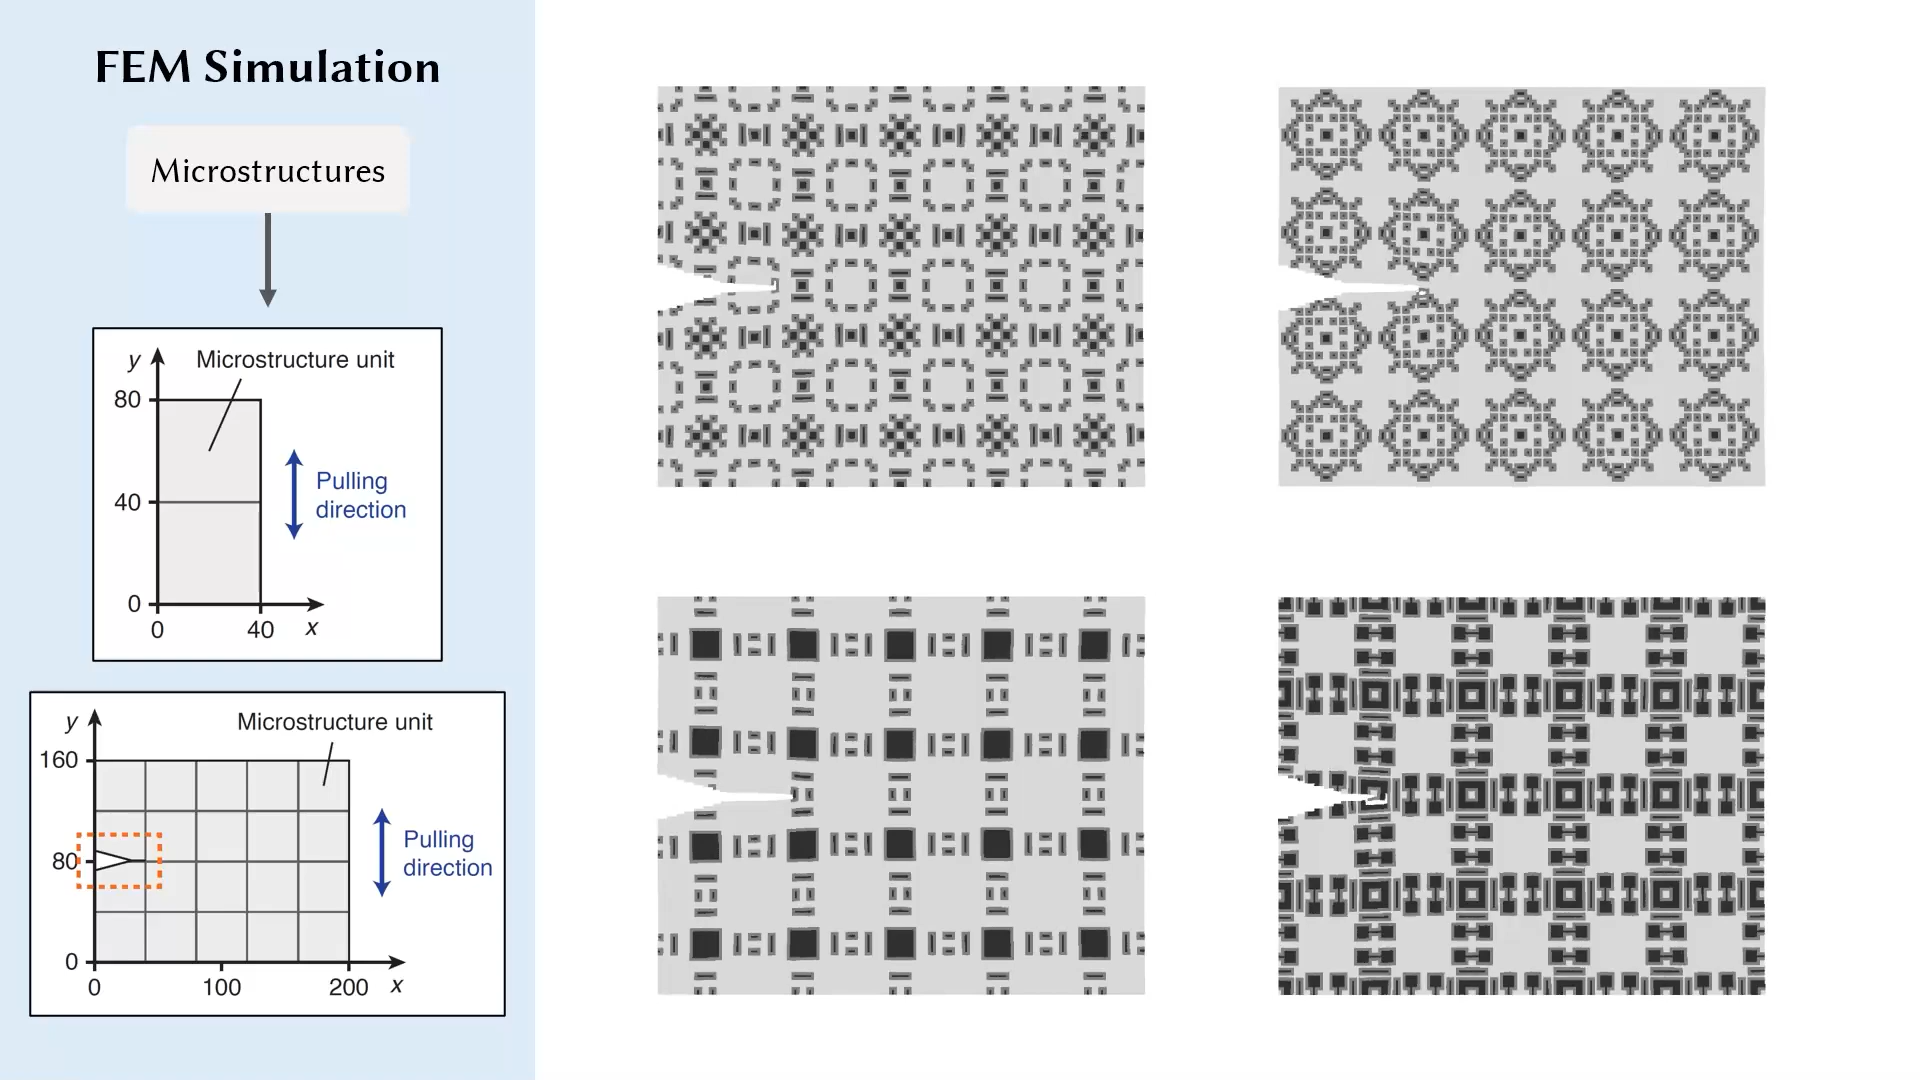 FEM Simulation
Microstructures
y
Microstructure unit
80
40
Pulling
direction
0
0
40
x
y
Microstructure unit
160
80
Pulling
direction
0
0
100
200
x